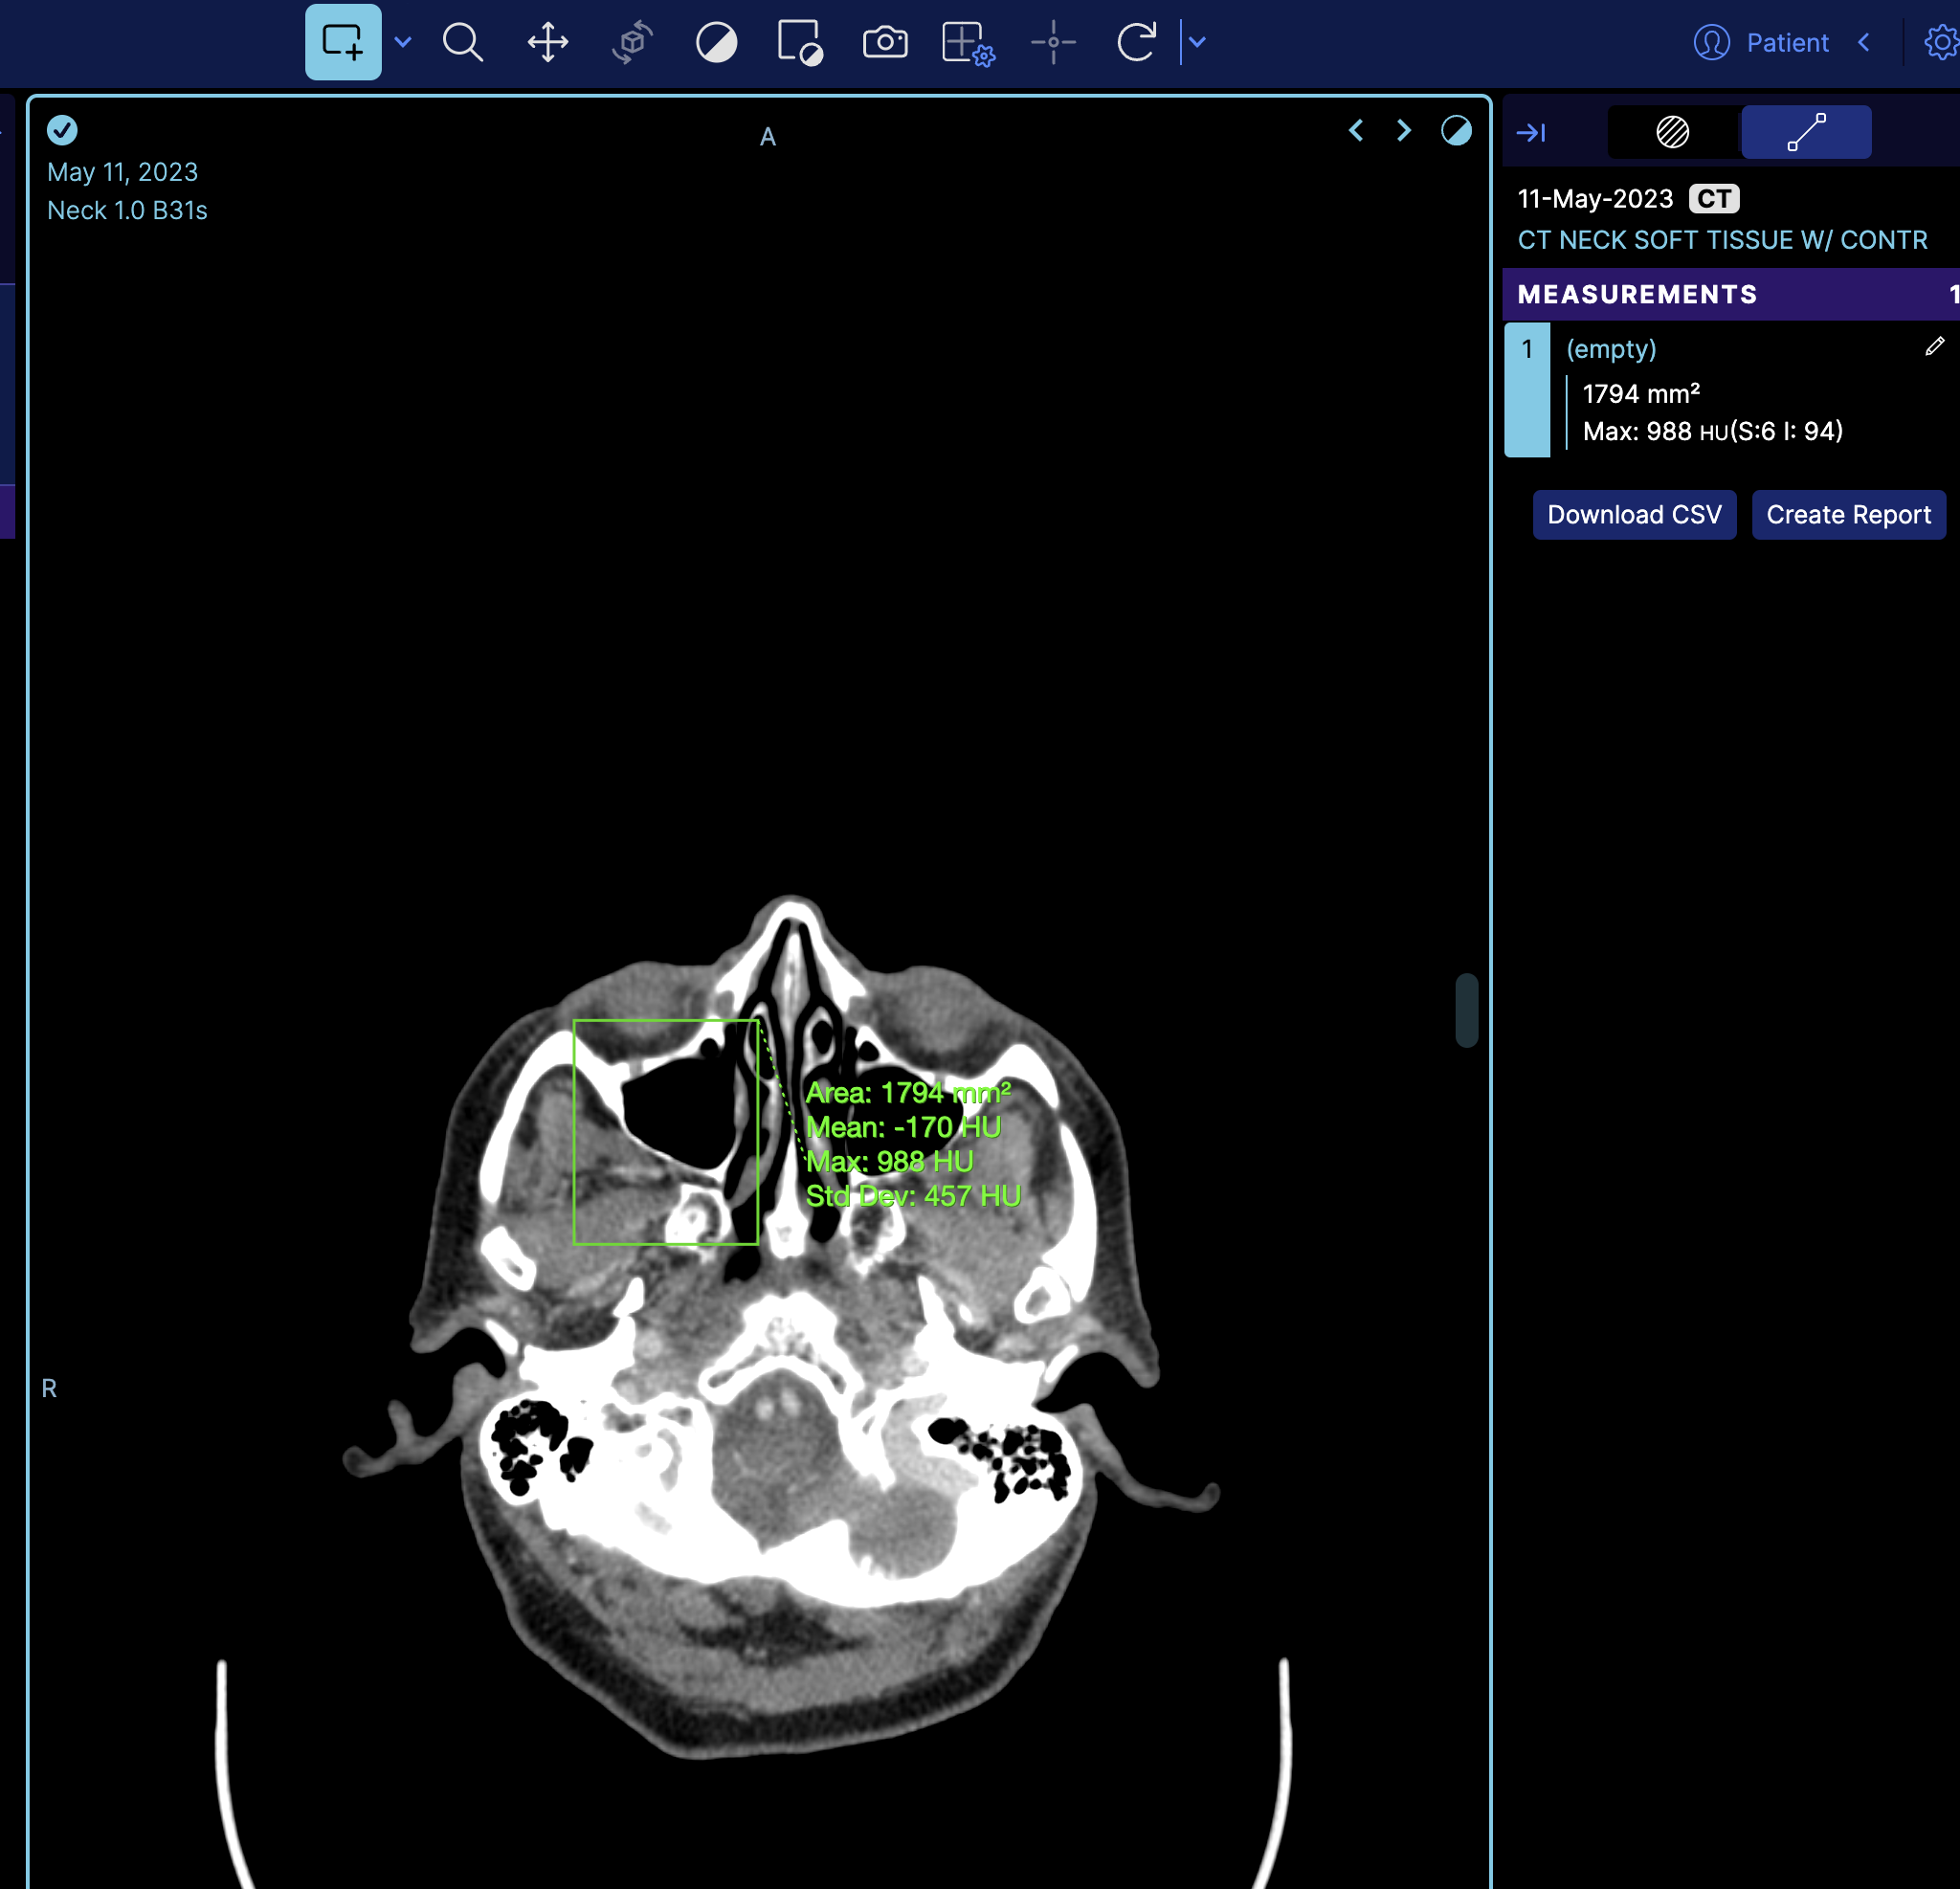 Patient
A
May 11, 2023
Neck 1.0 B31s
R
Area: 1794 mm²
Mean: -170 HU
Max: 988 HU
Std Dev: 457 HU
11-May-2023 CT
CT NECK SOFT TISSUE W/ CONTR
MEASUREMENTS 1
1 (empty)
1794 mm²
Max: 988 HU(S:6 I: 94)
Download CSV Create Report